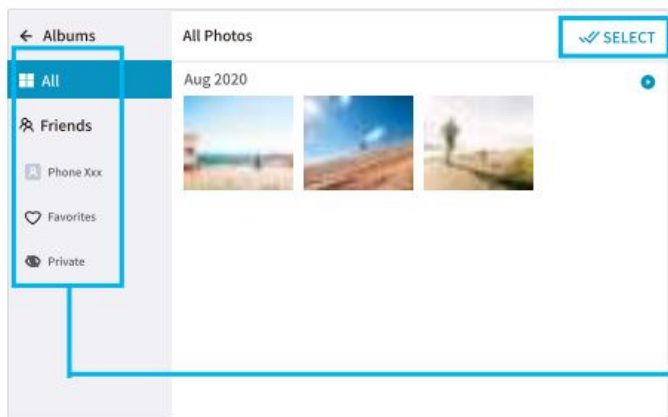 Albums
All
Friends
Phone Xxx
Favorites
Private
All Photos
SELECT
Aug 2020